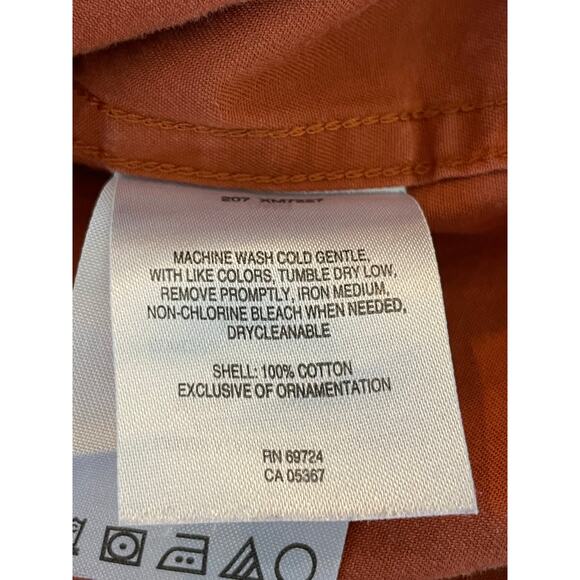 MACHINE WASH COLD GENTLE,
WITH LIKE COLORS, TUMBLE DRY LOW,
REMOVE PROMPTLY, IRON MEDIUM,
NON-CHLORINE BLEACH WHEN NEEDED,
DRYCLEANABLE
SHELL: 100% COTTON
EXCLUSIVE OF ORNAMENTATION
RN 69724
CA 05367